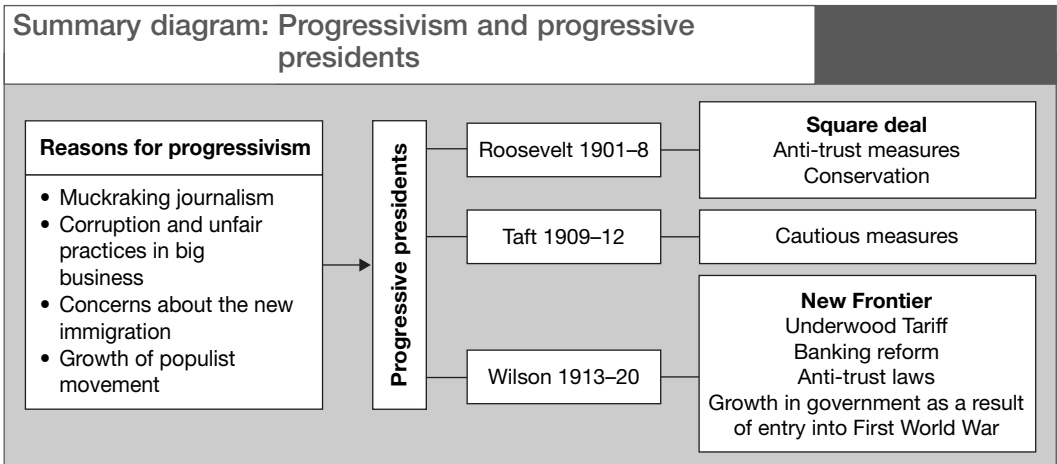 Summary diagram: Progressivism and progressive
presidents
Reasons for progressivism
• Muckraking journalism
• Corruption and unfair
practices in big
business
• Concerns about the new
immigration
• Growth of populist
movement
Progressive presidents
Roosevelt 1901–8
Square deal
Anti-trust measures
Conservation
Taft 1909–12
Cautious measures
Wilson 1913–20
New Frontier
Underwood Tariff
Banking reform
Anti-trust laws
Growth in government as a result
of entry into First World War